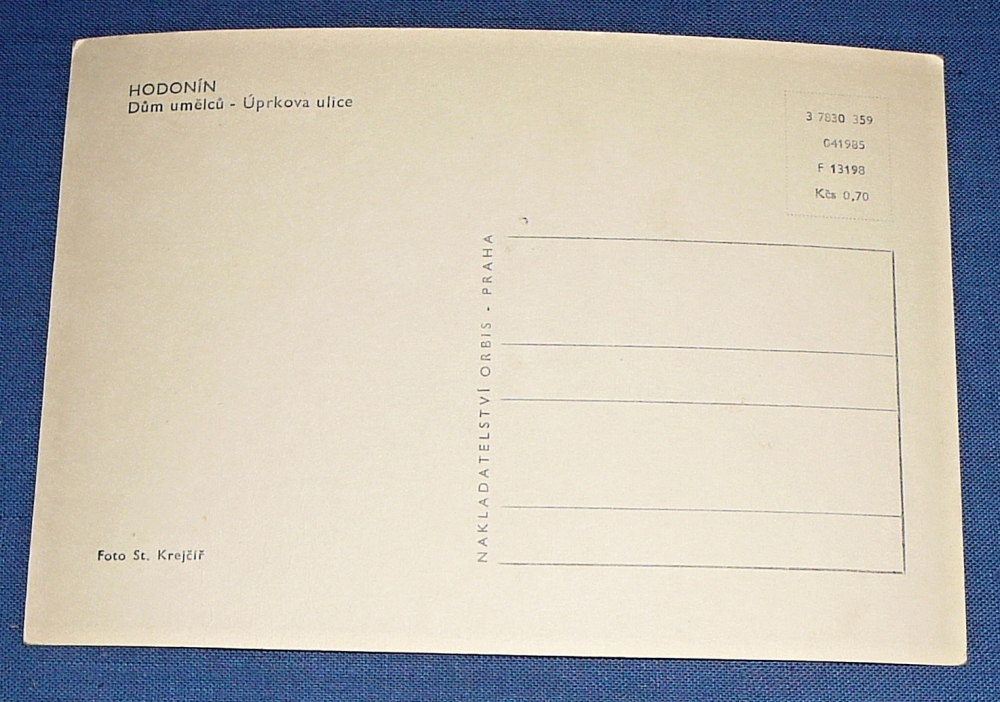 HODONÍN
Dům umělců - Úprkova ulice
3 7830 359
041985
F 13198
Kčs 0,70
NAKLADATELSTVÍ ORBIS - PRAHA
Foto St. Krejčíř